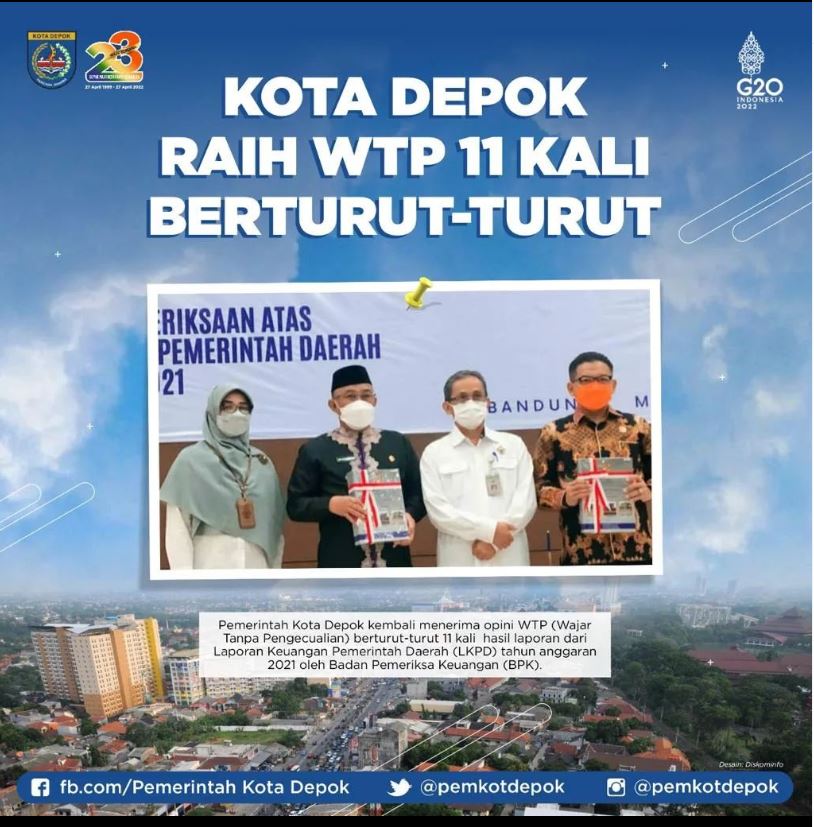 KOTA DEPOK
27 April 1999 - 27 April 2022
G20
INDONESIA
2022
KOTA DEPOK
RAIH WTP 11 KALI
BERTURUT-TURUT
ERIKSAAN ATAS
PEMERINTAH DAERAH
21
BANDUN
M
Pemerintah Kota Depok kembali menerima opini WTP (Wajar
Tanpa Pengecualian) berturut-turut 11 kali hasil laporan dari
Laporan Keuangan Pemerintah Daerah (LKPD) tahun anggaran
2021 oleh Badan Pemeriksa Keuangan (BPK).
Desain: Diskominfo
fb.com/Pemerintah Kota Depok
@pemkotdepok
@pemkotdepok